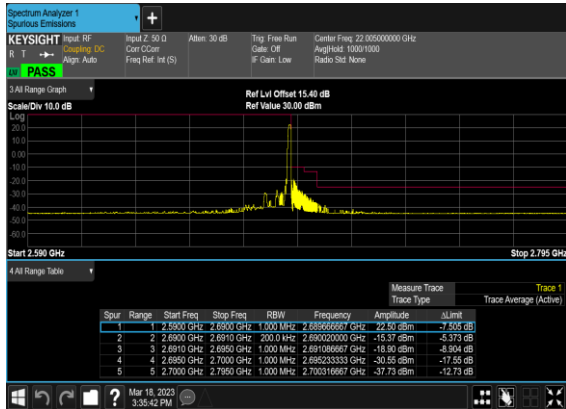 Spectrum Analyzer 1
Spurious Emissions
KEYSIGHT Input: RF Input Z: 50 Ω Atten: 30 dB Trig: Free Run Center Freq: 22.005000000 GHz
R T Coupling: DC Corr CCorr Gate: Off Avg|Hold: 1000/1000
Align: Auto Freq Ref: Int (S) IF Gain: Low Radio Std: None
PASS
3 All Range Graph
Ref Lvl Offset 15.40 dB
Scale/Div 10.0 dB Ref Value 30.00 dBm
Log
20.0
10.0
0.00
-10.0
-20.0
-30.0
-40.0
-50.0
-60.0
Start 2.590 GHz Stop 2.795 GHz
4 All Range Table
Measure Trace Trace 1
Trace Type Trace Average (Active)
Spur Range Start Freq Stop Freq RBW Frequency Amplitude ΔLimit
1 1 2.5900 GHz 2.6900 GHz 1.000 MHz 2.689666667 GHz 22.50 dBm -7.505 dB
2 2 2.6900 GHz 2.6910 GHz 200.0 kHz 2.690020000 GHz -15.37 dBm -5.373 dB
3 3 2.6910 GHz 2.6950 GHz 1.000 MHz 2.691086667 GHz -18.90 dBm -8.904 dB
4 4 2.6950 GHz 2.7000 GHz 1.000 MHz 2.695233333 GHz -30.55 dBm -17.55 dB
5 5 2.7000 GHz 2.7950 GHz 1.000 MHz 2.700316667 GHz -37.73 dBm -12.73 dB
Mar 18, 2023
3:35:42 PM